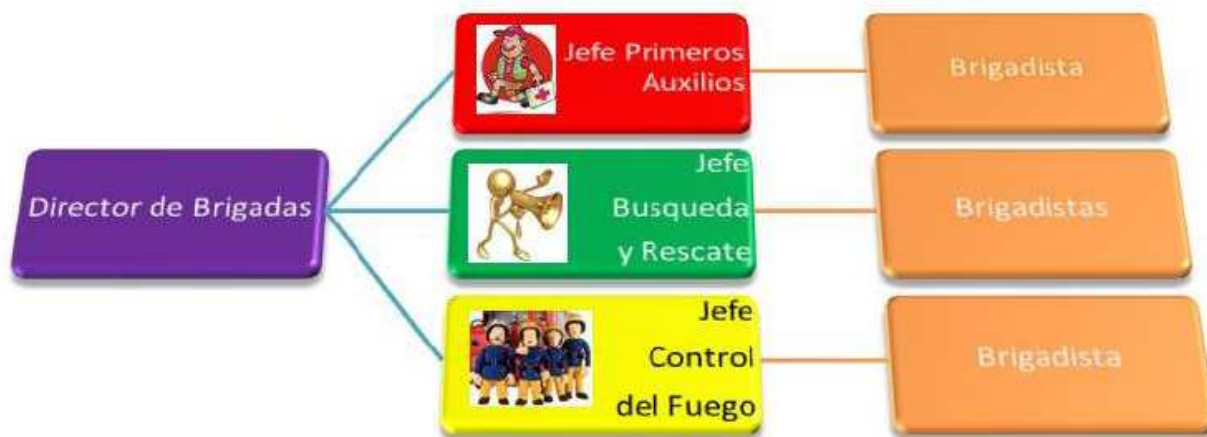 Director de Brigadas
Jefe Primeros
Auxilios
Brigadista
Jefe
Busqueda
y Rescate
Brigadistas
Jefe
Control
del Fuego
Brigadista